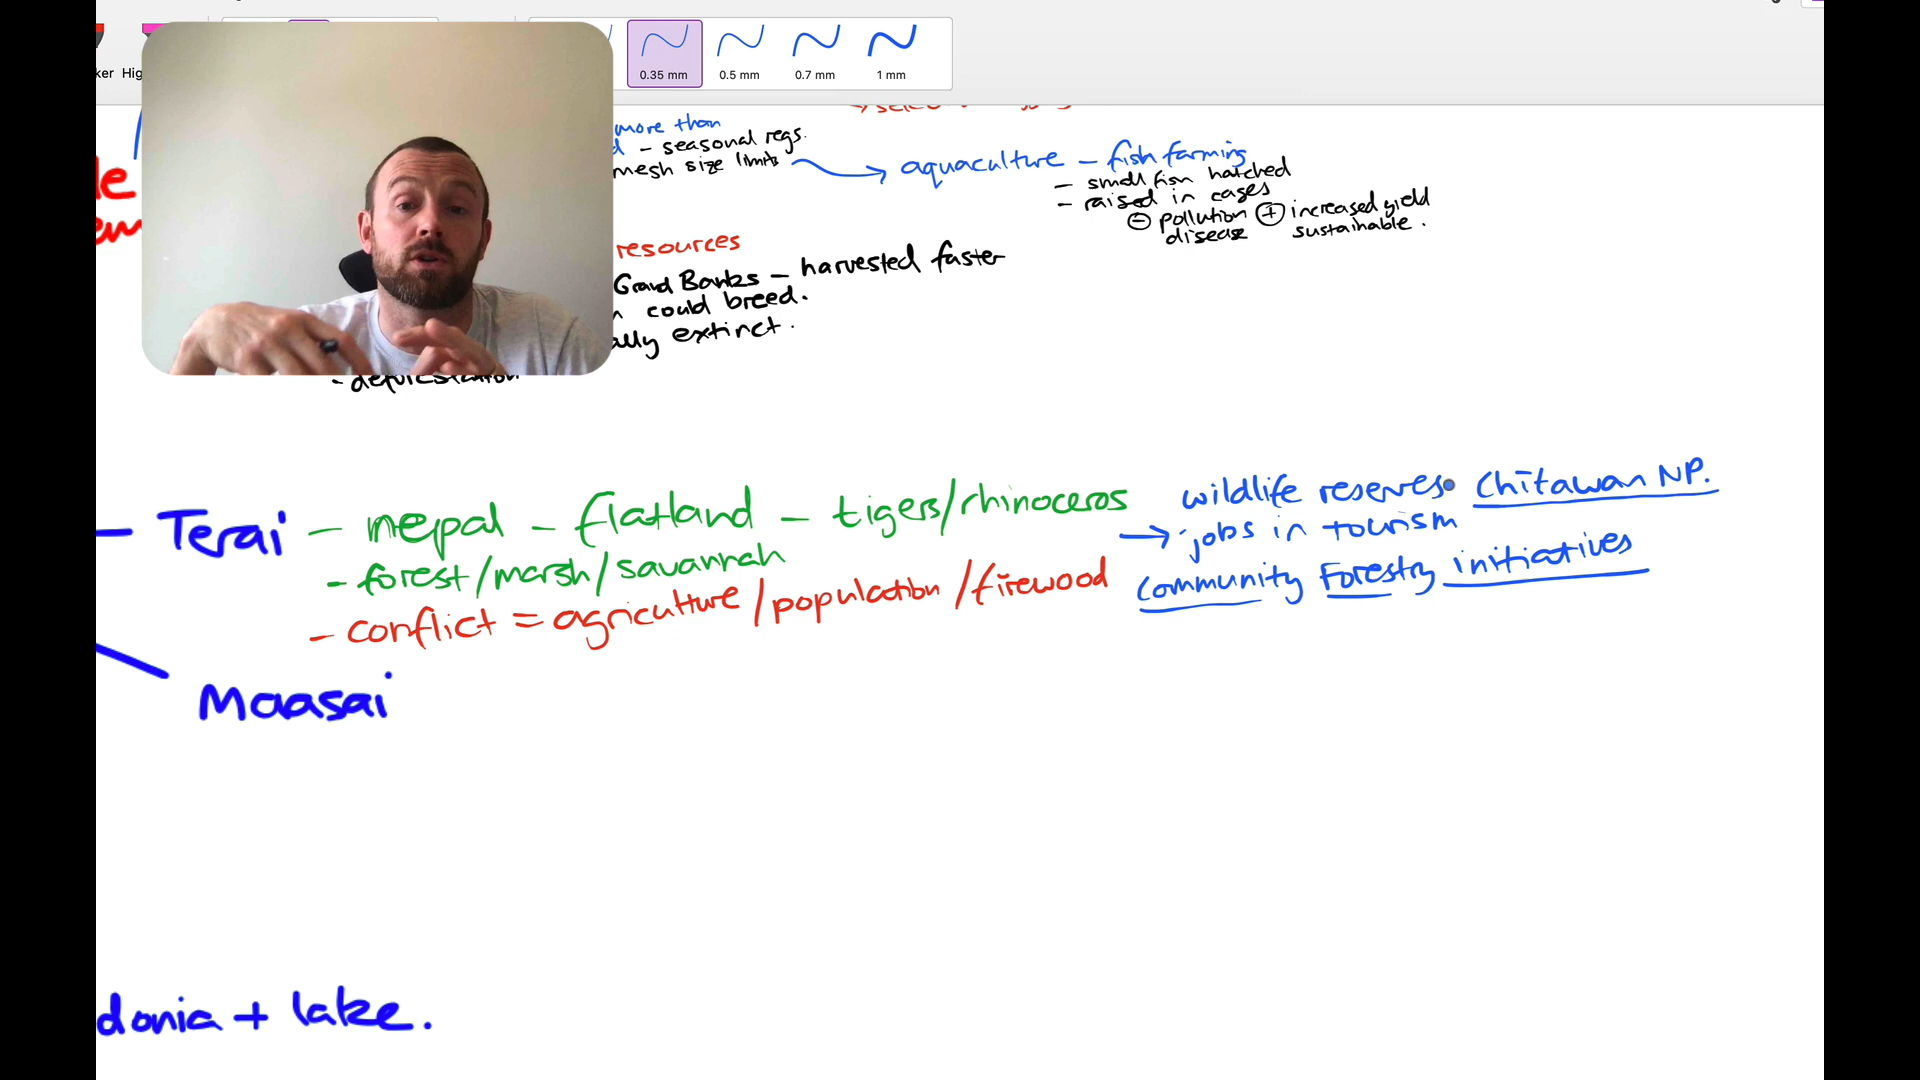 0.35 mm
0.5 mm
0.7 mm
1 mm
more than
- seasonal regs.
mesh size limits
aquaculture - fish farming
- small fish hatched
- raised in cages
⊖ pollution ⊕ increased yield
disease sustainable.
resources
Grand Banks - harvested faster
could breed.
extinct.
- deforestation
- Terai - nepal - flatland - tigers/rhinoceros
- forest/marsh/savannah
- conflict = agriculture/population/firewood
wildlife reserves Chitawan NP.
→ jobs in tourism
Community Forestry initiatives
Maasai
donia + lake.